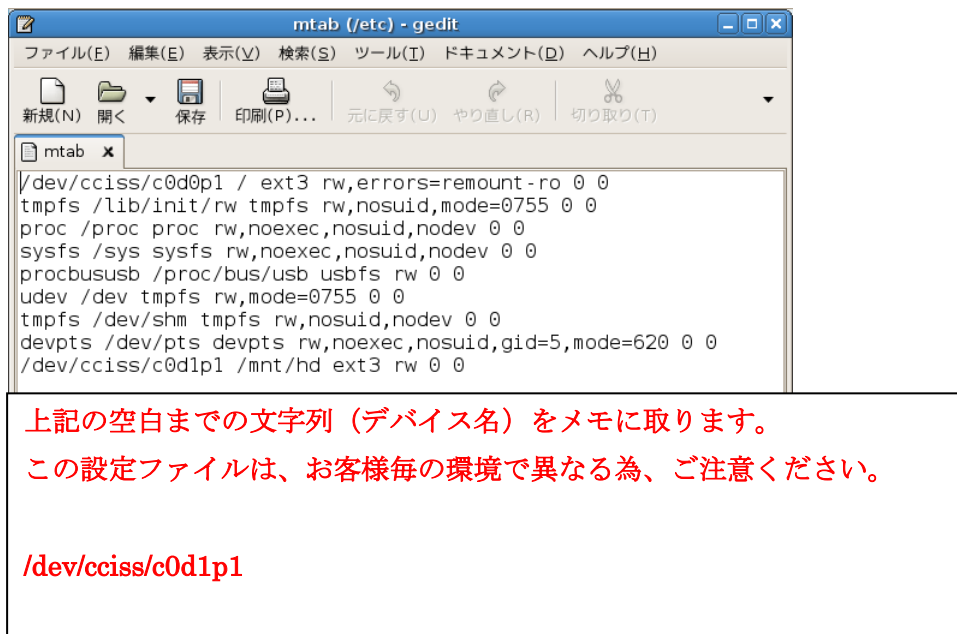 mtab (/etc) - gedit
ファイル(F) 編集(E) 表示(V) 検索(S) ツール(T) ドキュメント(D) ヘルプ(H)
新規(N) 開く 保存 印刷(P)... 元に戻す(U) やり直し(R) 切り取り(T)
mtab
/dev/cciss/c0d0p1 / ext3 rw,errors=remount-ro 0 0
tmpfs /lib/init/rw tmpfs rw,nosuid,mode=0755 0 0
proc /proc proc rw,noexec,nosuid,nodev 0 0
sysfs /sys sysfs rw,noexec,nosuid,nodev 0 0
procbususb /proc/bus/usb usbfs rw 0 0
udev /dev tmpfs rw,mode=0755 0 0
tmpfs /dev/shm tmpfs rw,nosuid,nodev 0 0
devpts /dev/pts devpts rw,noexec,nosuid,gid=5,mode=620 0 0
/dev/cciss/c0d1p1 /mnt/hd ext3 rw 0 0
上記の空白までの文字列（デバイス名）をメモに取ります。
この設定ファイルは、お客様毎の環境で異なる為、ご注意ください。
/dev/cciss/c0d1p1